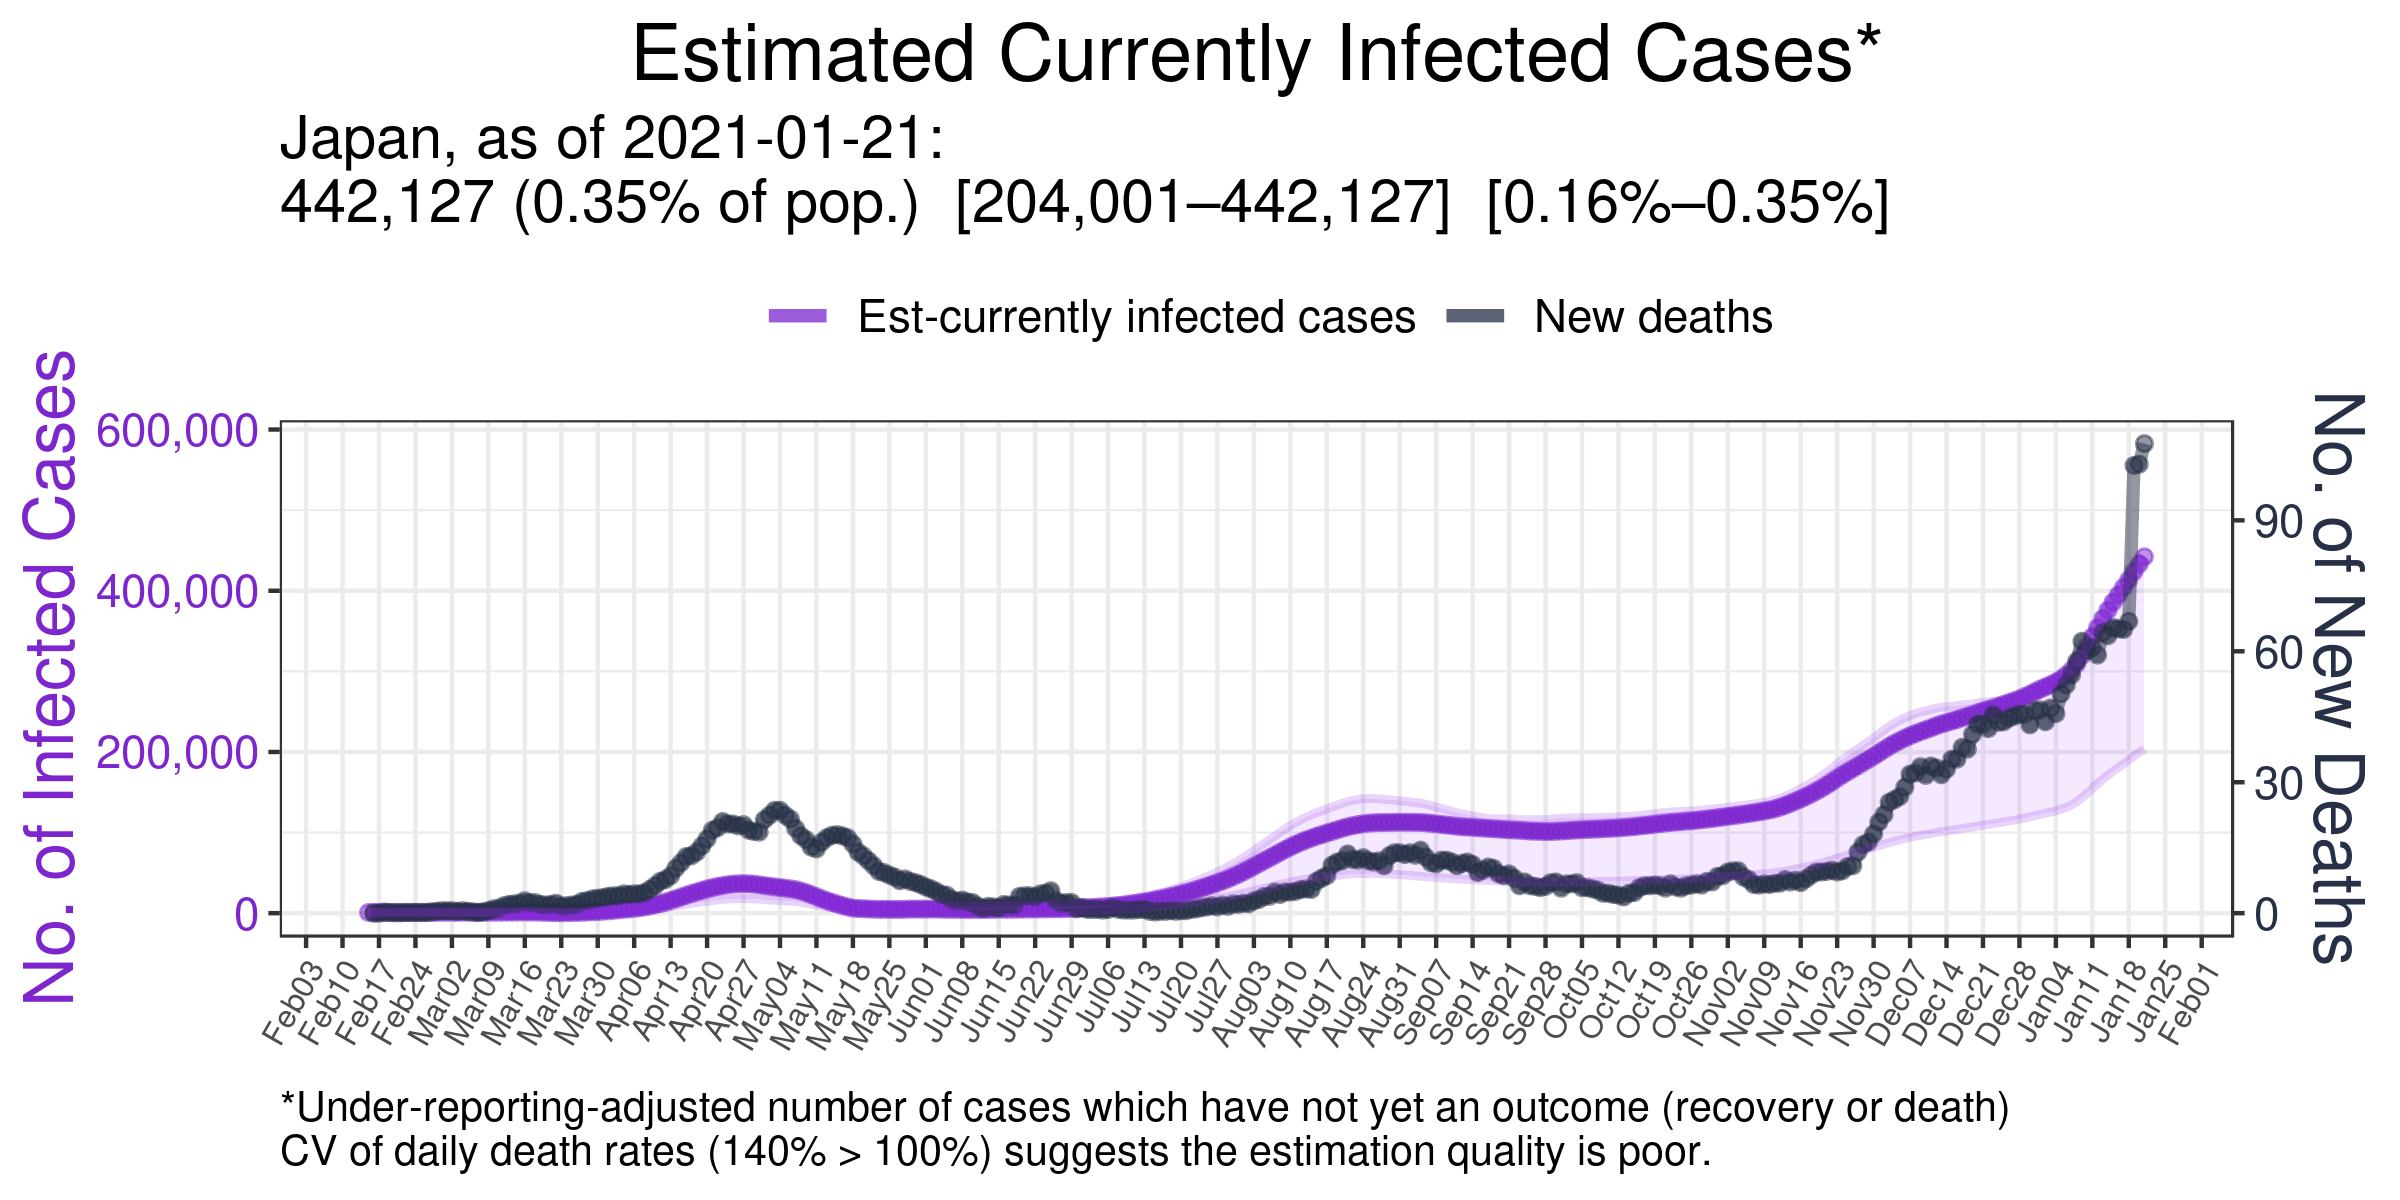 Estimated Currently Infected Cases*
Japan, as of 2021-01-21:
442,127 (0.35% of pop.) [204,001–442,127] [0.16%–0.35%]
Est-currently infected cases New deaths
No. of Infected Cases
600,000
400,000
200,000
0
90
60
30
0
No. of New Deaths
Feb03 Feb10 Feb17 Feb24 Mar02 Mar09 Mar16 Mar23 Mar30 Apr06 Apr13 Apr20 Apr27 May04 May11 May18 May25 Jun01 Jun08 Jun15 Jun22 Jun29 Jul06 Jul13 Jul20 Jul27 Aug03 Aug10 Aug17 Aug24 Aug31 Sep07 Sep14 Sep21 Sep28 Oct05 Oct12 Oct19 Oct26 Nov02 Nov09 Nov16 Nov23 Nov30 Dec07 Dec14 Dec21 Dec28 Jan04 Jan11 Jan18 Jan25 Feb01
*Under-reporting-adjusted number of cases which have not yet an outcome (recovery or death)
CV of daily death rates (140% > 100%) suggests the estimation quality is poor.